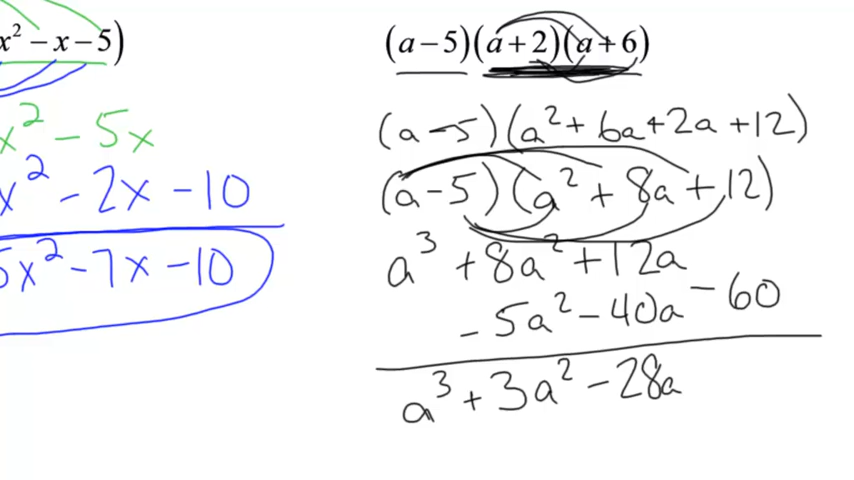 x² − x − 5)
x² − 5x
x² − 2x − 10
5x² − 7x − 10
(a − 5)(a + 2)(a + 6)
(a − 5)(a² + 6a + 2a + 12)
(a − 5)(a² + 8a + 12)
a³ + 8a² + 12a
− 5a² − 40a − 60
a³ + 3a² − 28a